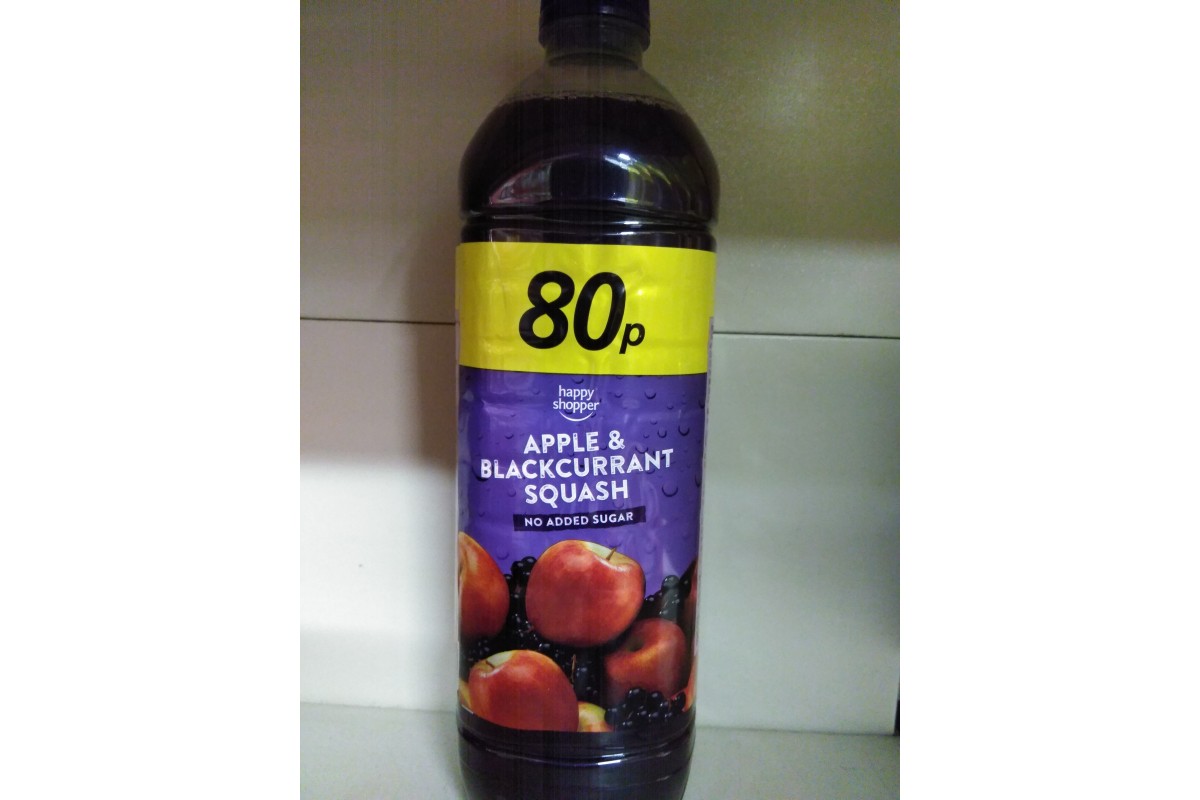 80p
happy
shopper
APPLE &
BLACKCURRANT
SQUASH
NO ADDED SUGAR